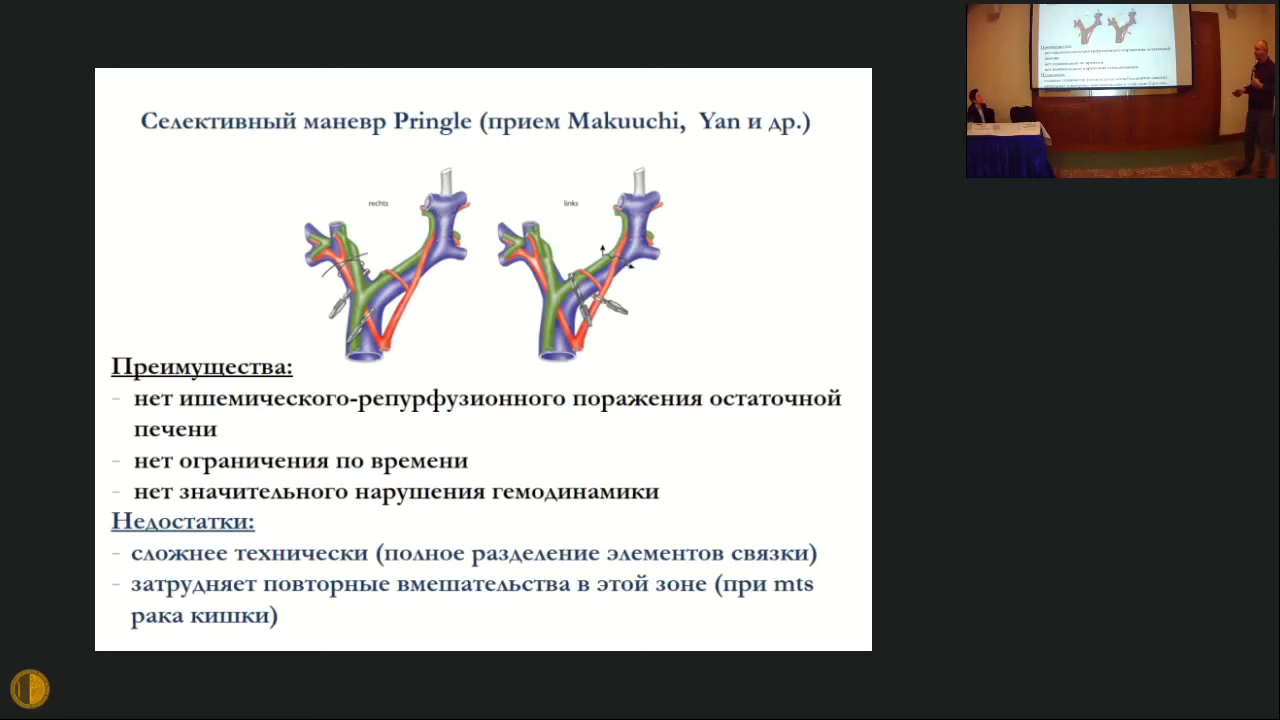 Селективный маневр Pringle (прием Makuuchi, Yan и др.)
rechts
links
Преимущества:
- нет ишемического-репурфузионного поражения остаточной
печени
- нет ограничения по времени
- нет значительного нарушения гемодинамики
Недостатки:
- сложнее технически (полное разделение элементов связки)
- затрудняет повторные вмешательства в этой зоне (при mts
рака кишки)